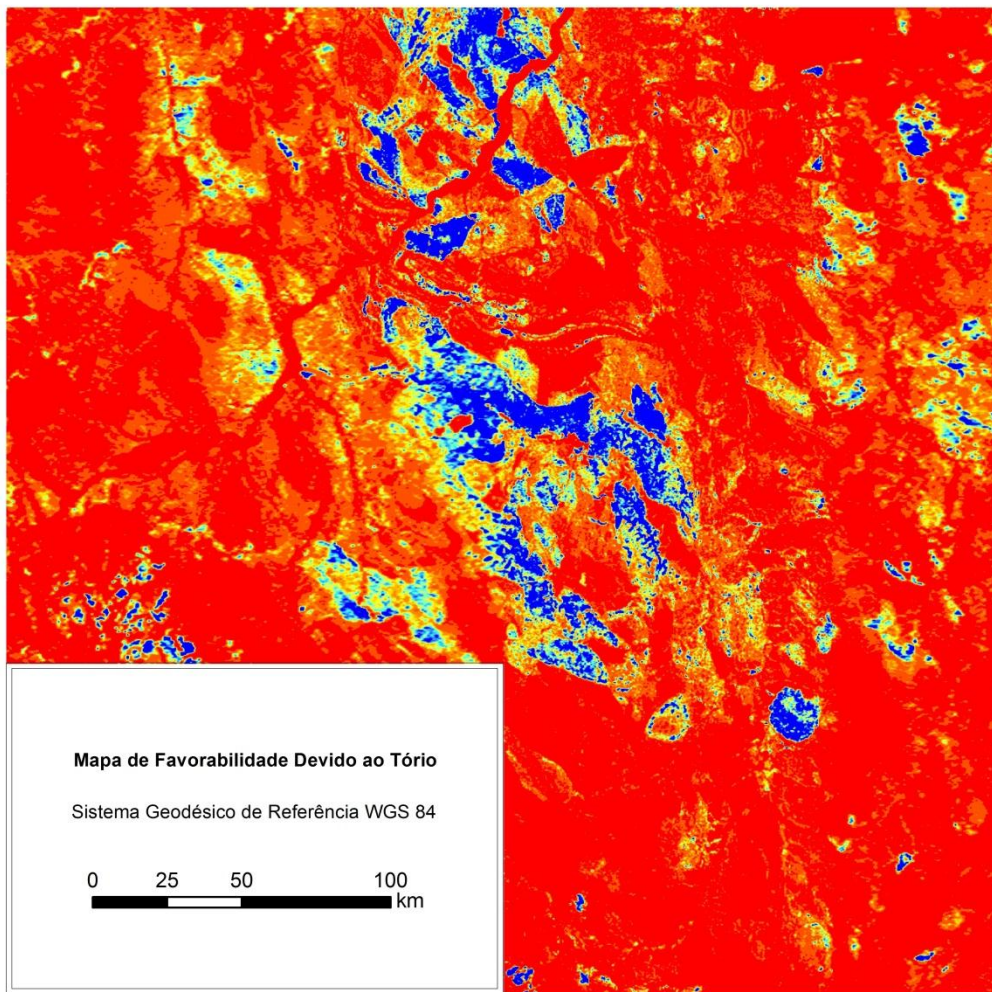 Mapa de Favorabilidade Devido ao Tório
Sistema Geodésico de Referência WGS 84
0 25 50 100
km